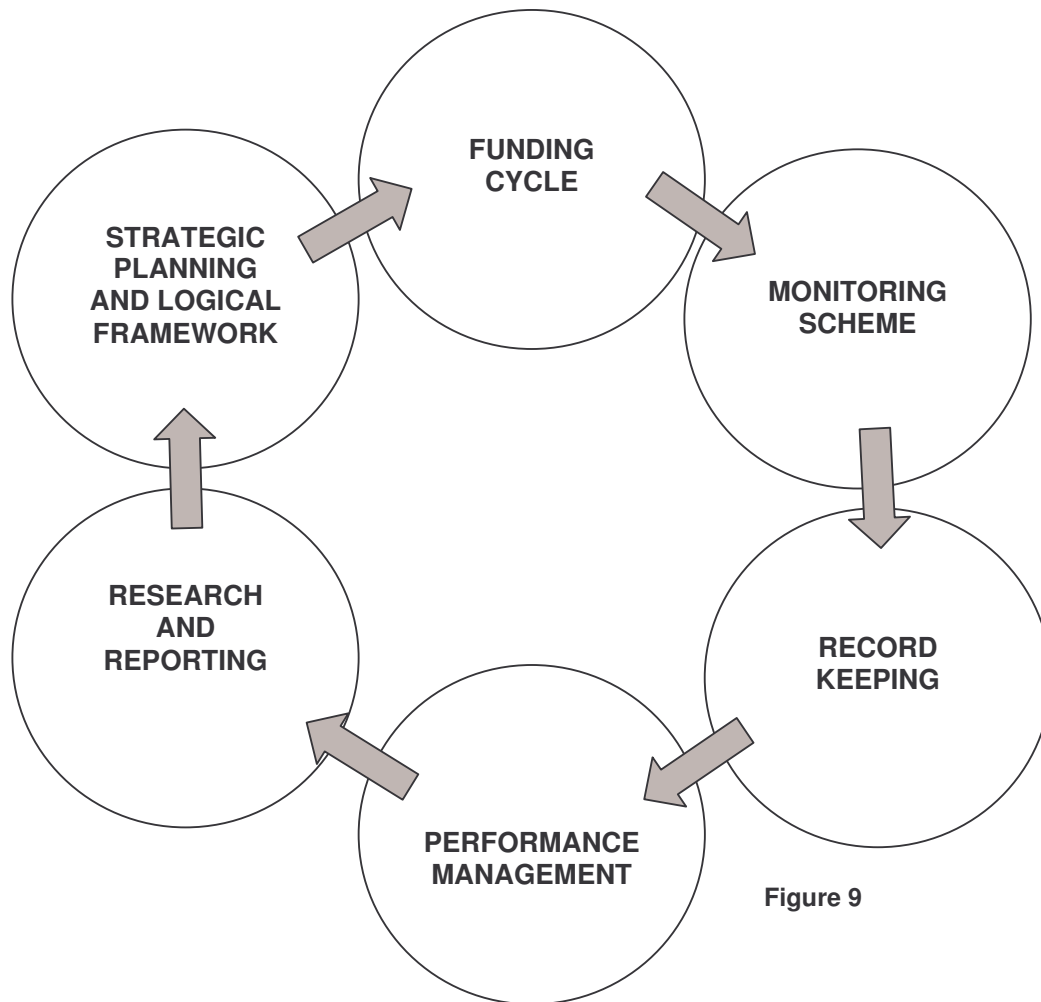 FUNDING
CYCLE
STRATEGIC
PLANNING
AND LOGICAL
FRAMEWORK
MONITORING
SCHEME
RESEARCH
AND
REPORTING
RECORD
KEEPING
PERFORMANCE
MANAGEMENT
Figure 9